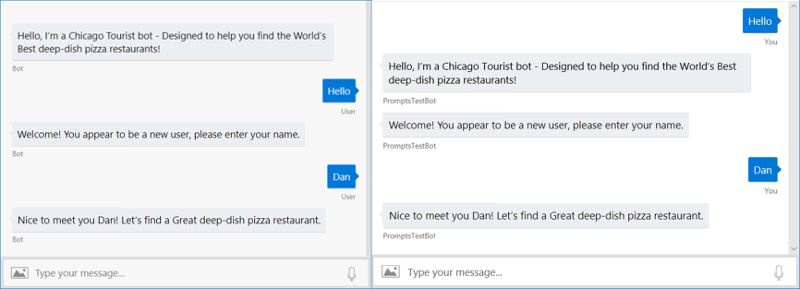 Hello, I'm a Chicago Tourist bot - Designed to help you find the World's
Best deep-dish pizza restaurants!
Bot
Hello
User
Welcome! You appear to be a new user, please enter your name.
Bot
Dan
User
Nice to meet you Dan! Let's find a Great deep-dish pizza restaurant.
Bot
Type your message...
Hello
You
Hello, I'm a Chicago Tourist bot - Designed to help you find the World's Best
deep-dish pizza restaurants!
PromptsTestBot
Welcome! You appear to be a new user, please enter your name.
PromptsTestBot
Dan
You
Nice to meet you Dan! Let's find a Great deep-dish pizza restaurant.
PromptsTestBot
Type your message...